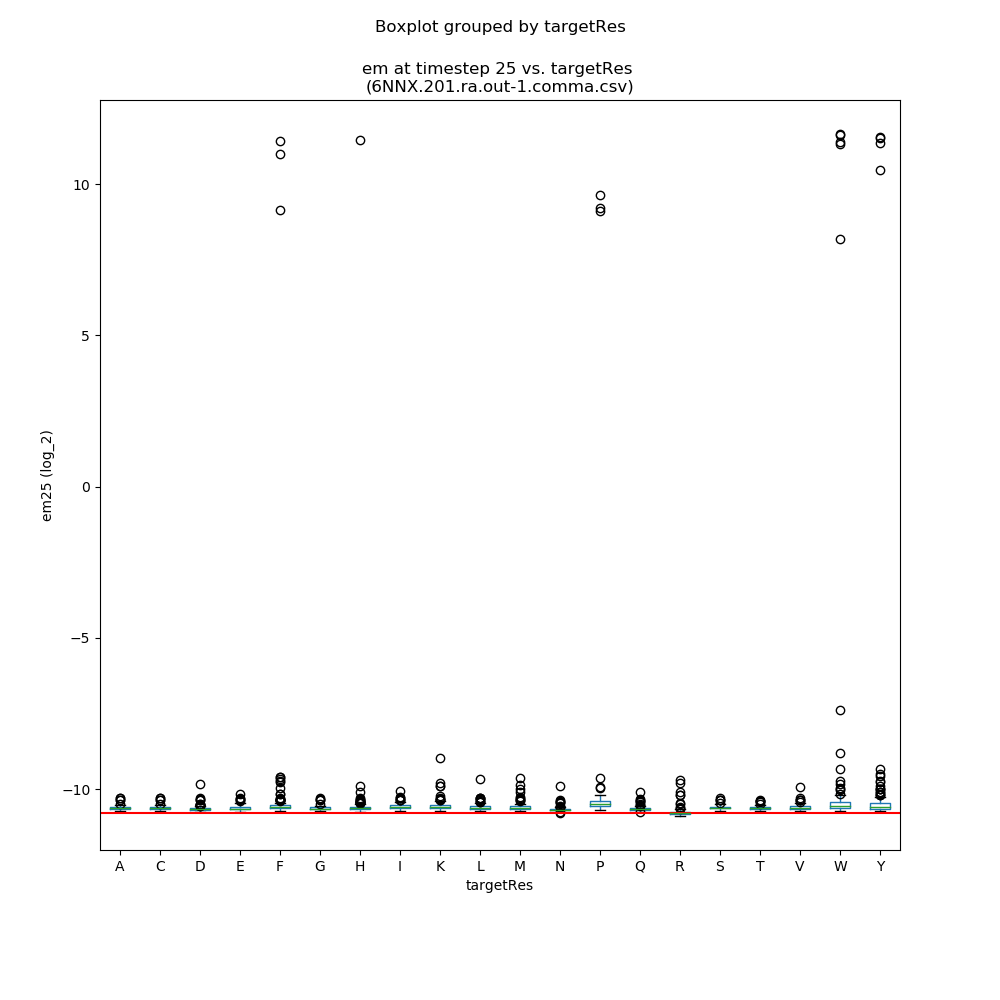 Boxplot grouped by targetRes
em at timestep 25 vs. targetRes
(6NNX.201.ra.out-1.comma.csv)
em25 (log_2)
10
5
0
−5
−10
A C D E F G H I K L M N P Q R S T V W Y
targetRes